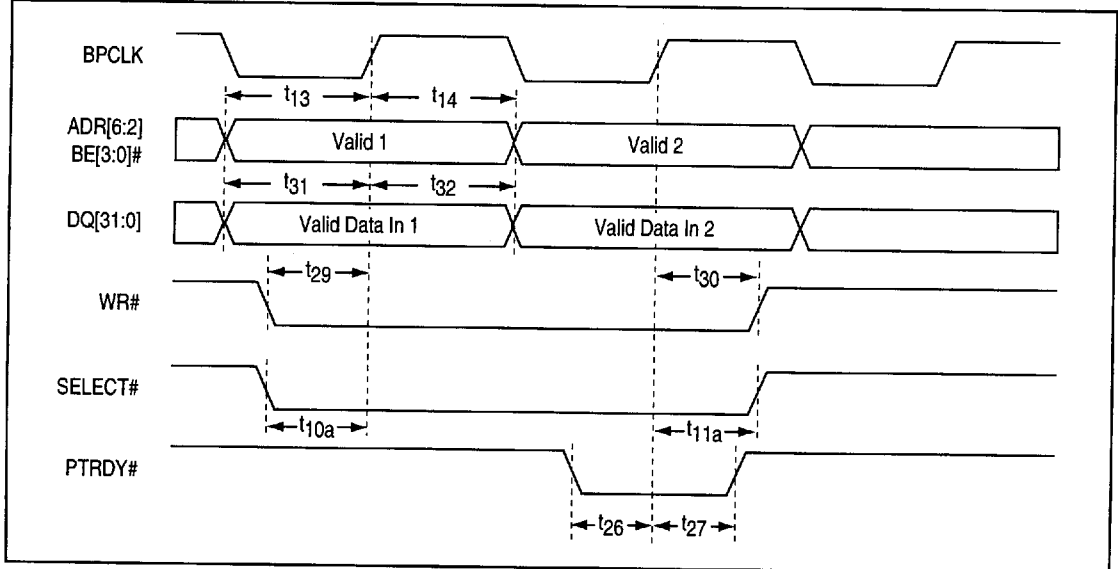 BPCLK
t13 t14
ADR[6:2]
BE[3:0]#
Valid 1 Valid 2
t31 t32
DQ[31:0]
Valid Data In 1 Valid Data In 2
t29 t30
WR#
SELECT#
t10a t11a
PTRDY#
t26 t27